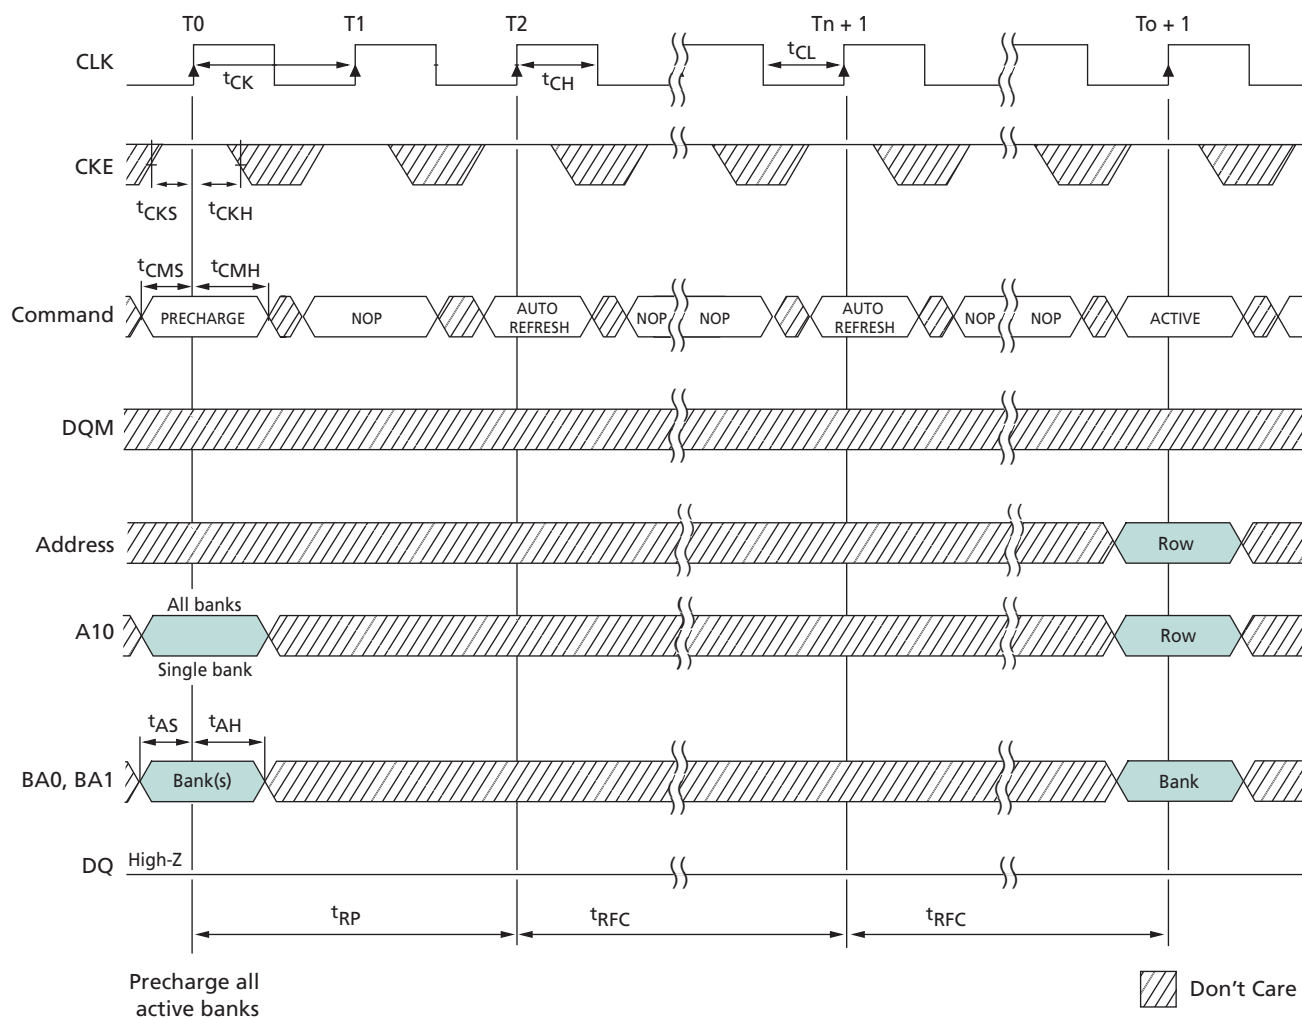 T0 T1 T2 Tn + 1 To + 1
CLK
tCK tCH tCL
CKE
tCKS tCKH
tCMS tCMH
Command PRECHARGE NOP AUTO REFRESH NOP NOP AUTO REFRESH NOP NOP ACTIVE
DQM
Address Row
All banks
A10 Row
Single bank
tAS tAH
BA0, BA1 Bank(s) Bank
DQ High-Z
tRP tRFC tRFC
Precharge all
active banks
Don't Care